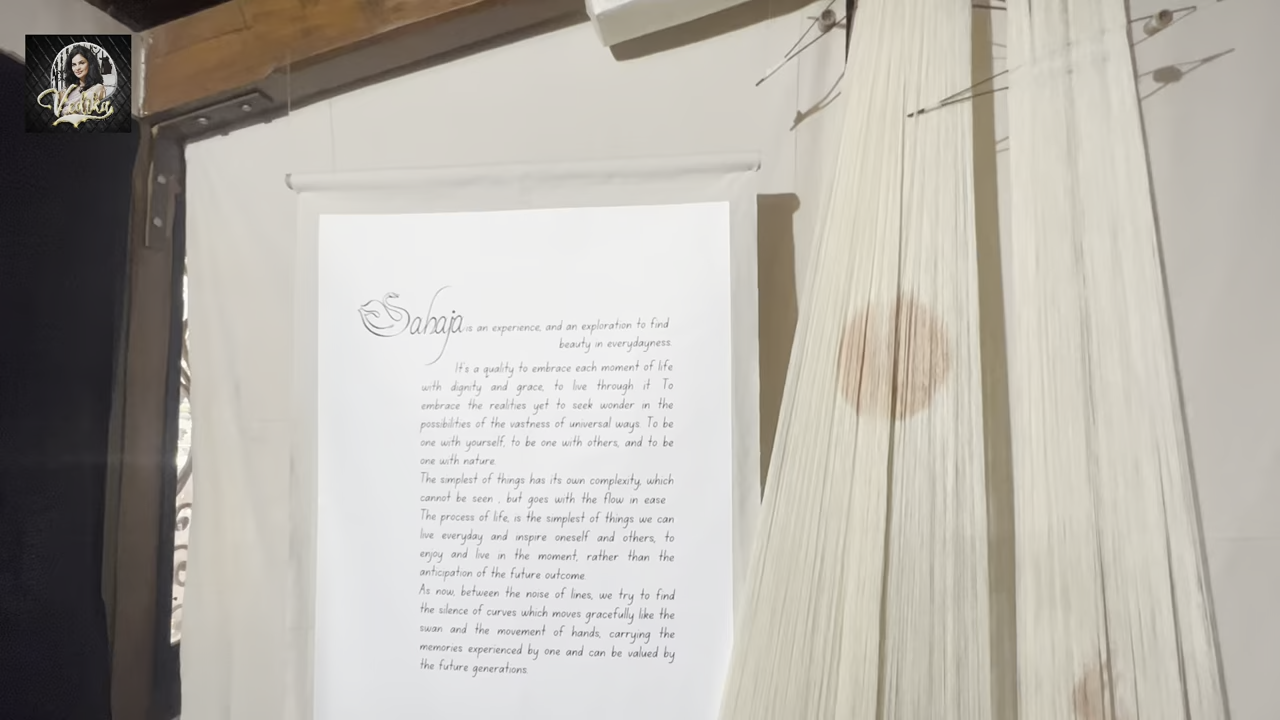 Vedika
Sahaja is an experience, and an exploration to find
beauty in everydayness.
It's a quality to embrace each moment of life
with dignity and grace, to live through it. To
embrace the realities yet to seek wonder in the
possibilities of the vastness of universal ways. To be
one with yourself, to be one with others, and to be
one with nature.
The simplest of things has its own complexity, which
cannot be seen , but goes with the flow in ease
The process of life, is the simplest of things we can
live everyday and inspire oneself and others, to
enjoy and live in the moment, rather than the
anticipation of the future outcome.
As now, between the noise of lines, we try to find
the silence of curves which moves gracefully like the
swan and the movement of hands, carrying the
memories experienced by one and can be valued by
the future generations.